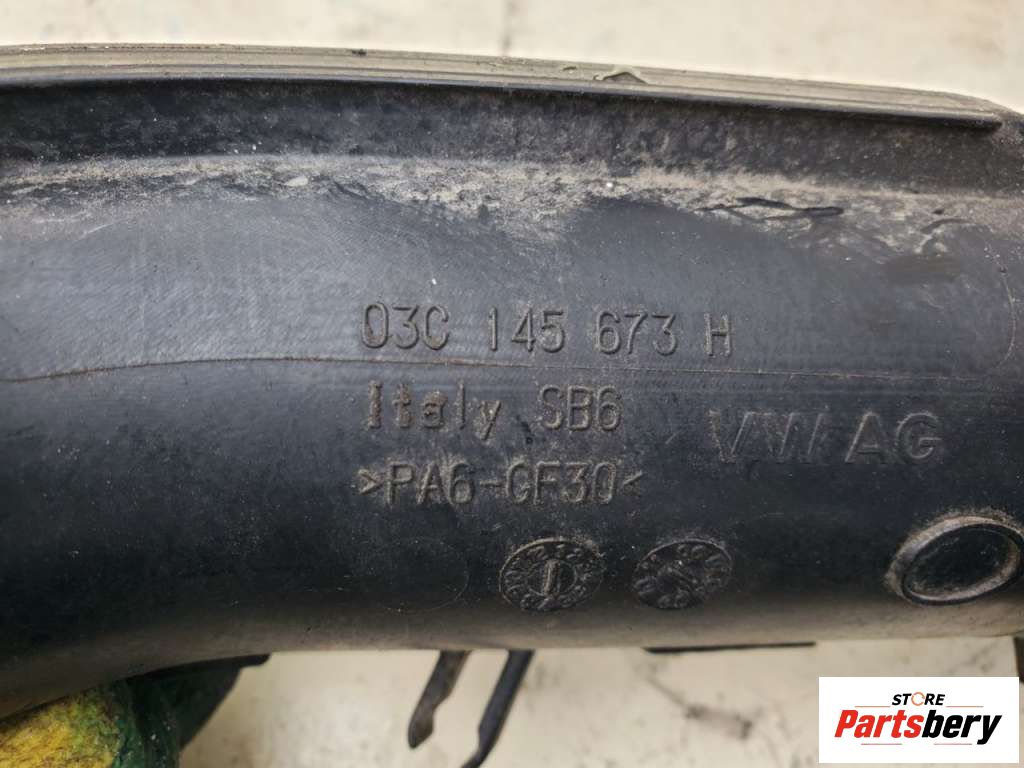 03C 145 673 H
Italy SB6
VW AG
>PA6-GF30<
STORE
Partsbery